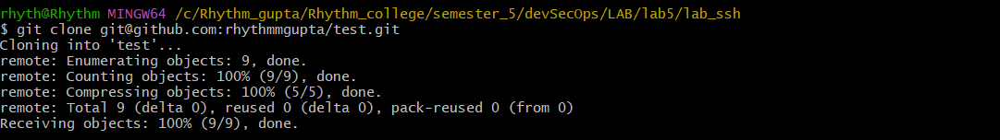 rhyth@Rhythm MINGW64 /c/Rhythm_gupta/Rhythm_college/semester_5/devSecOps/LAB/lab5/lab_ssh
$ git clone git@github.com:rhythmmgupta/test.git
Cloning into 'test'...
remote: Enumerating objects: 9, done.
remote: Counting objects: 100% (9/9), done.
remote: Compressing objects: 100% (5/5), done.
remote: Total 9 (delta 0), reused 0 (delta 0), pack-reused 0 (from 0)
Receiving objects: 100% (9/9), done.